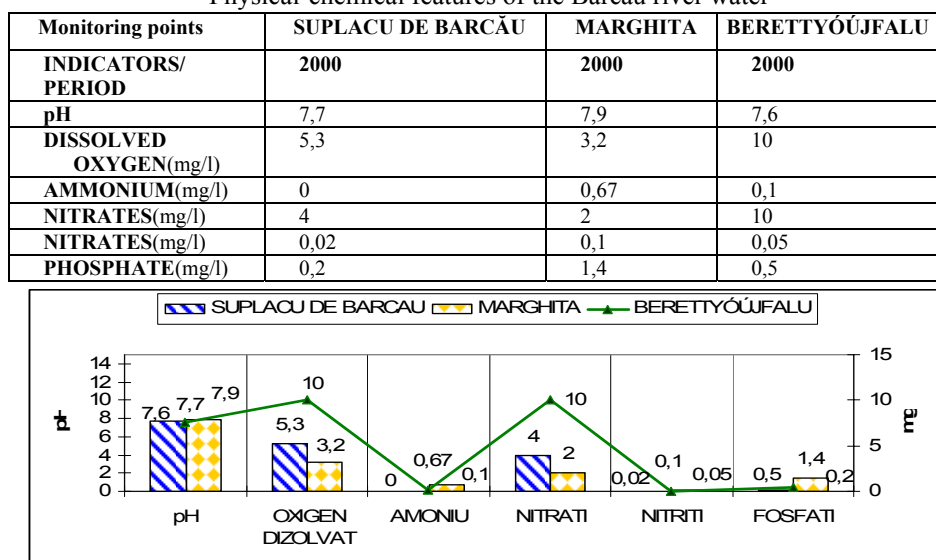 Physical-chemical features of the Barcău river water
Monitoring points SUPLACU DE BARCĂU MARGHITA BERETTYÓÚJFALU
INDICATORS/ 2000 2000 2000
PERIOD
pH 7,7 7,9 7,6
DISSOLVED 5,3 3,2 10
OXYGEN(mg/l)
AMMONIUM(mg/l) 0 0,67 0,1
NITRATES(mg/l) 4 2 10
NITRATES(mg/l) 0,02 0,1 0,05
PHOSPHATE(mg/l) 0,2 1,4 0,5
SUPLACU DE BARCAU MARGHITA BERETTYÓÚJFALU
14 15
12
10 10
8
6
4 5
2
0 0
pH
mg
7,6 7,7 7,9 10 10
5,3 3,2 0 0,67 0,1 4 2 0,02 0,1 0,05 0,5 1,4 0,2
pH OXIGEN AMONIU NITRATI NITRITI FOSFATI
DIZOLVAT